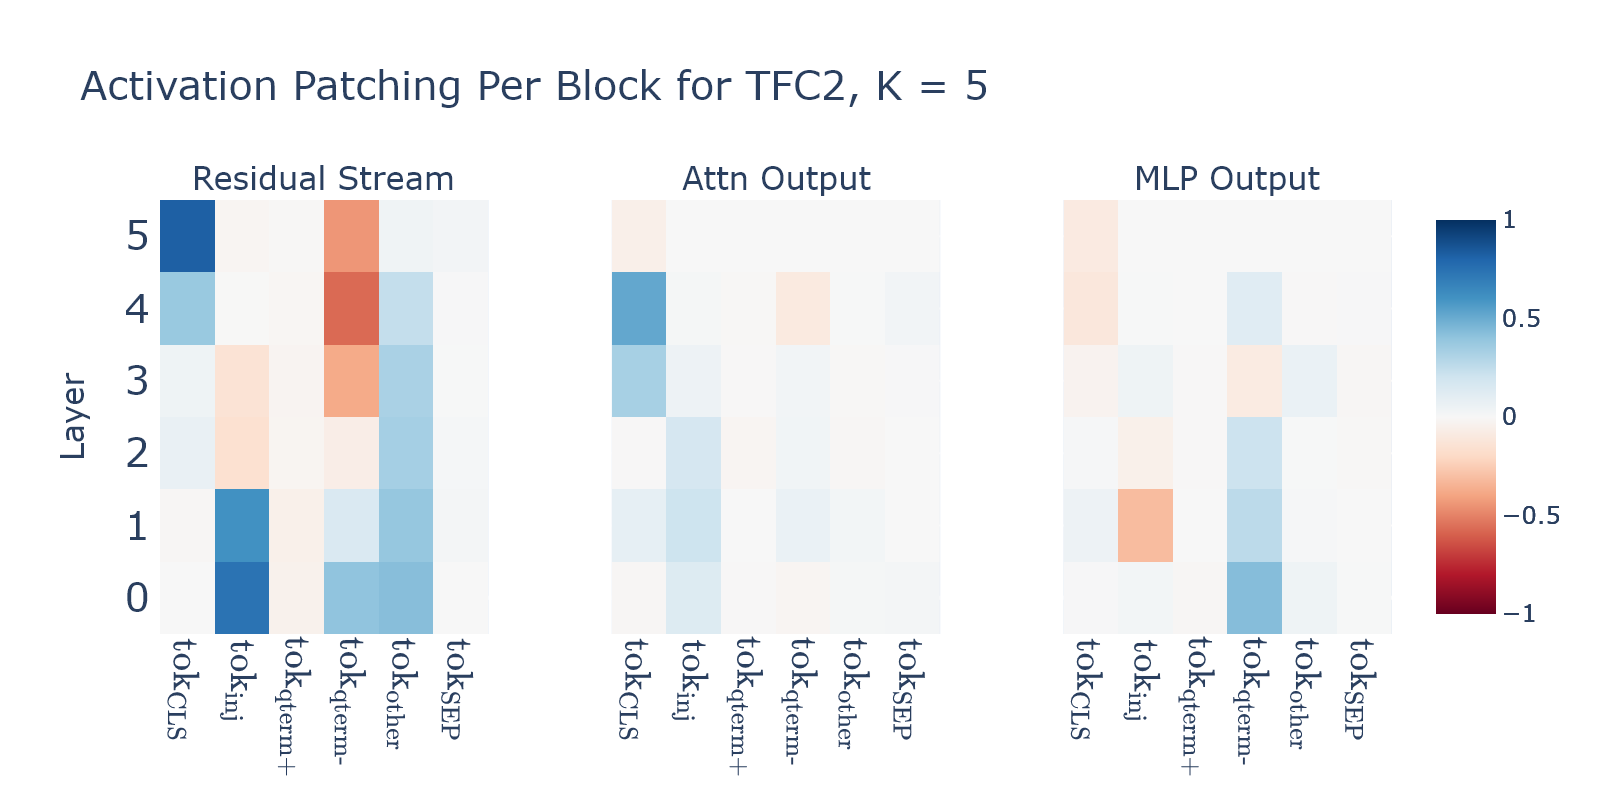 Activation Patching Per Block for TFC2, K = 5
Residual Stream
Attn Output
MLP Output
Layer
5
4
3
2
1
0
tokCLS
tokinj
tokqterm+
tokqterm-
tokother
tokSEP
tokCLS
tokinj
tokqterm+
tokqterm-
tokother
tokSEP
tokCLS
tokinj
tokqterm+
tokqterm-
tokother
tokSEP
1
0.5
0
−0.5
−1